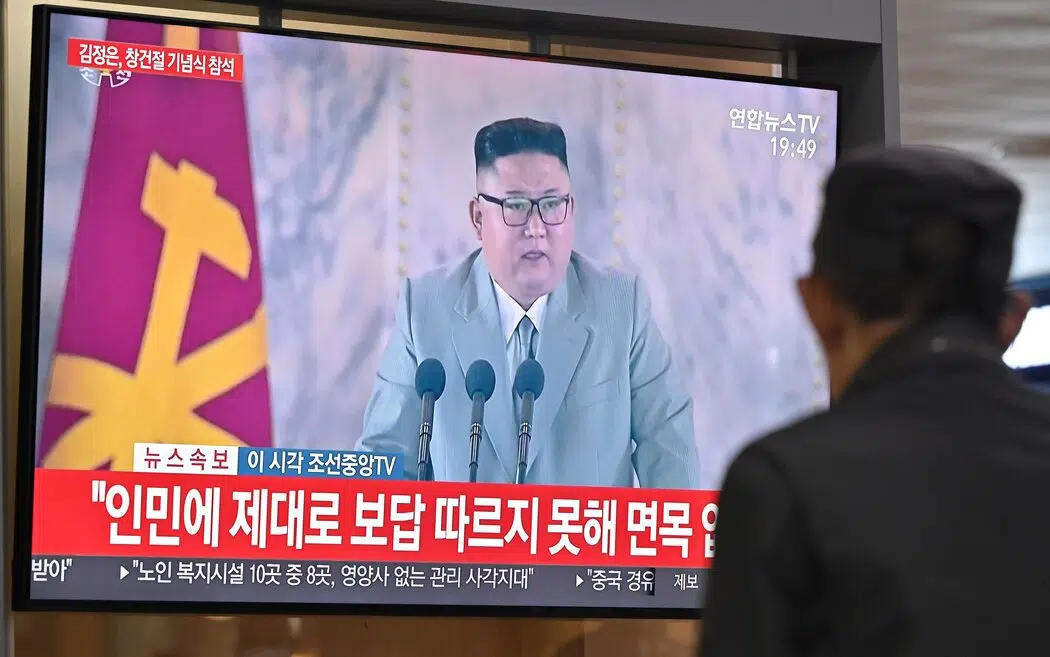 김정은, 창건절 기념식 참석
연합뉴스TV
19:49
뉴스속보
이 시각 조선중앙TV
"인민에 제대로 보답 따르지 못해 면목
받아"
▶"노인 복지시설 10곳 중 8곳, 영양사 없는 관리 사각지대"
▶"중국 경유
제보